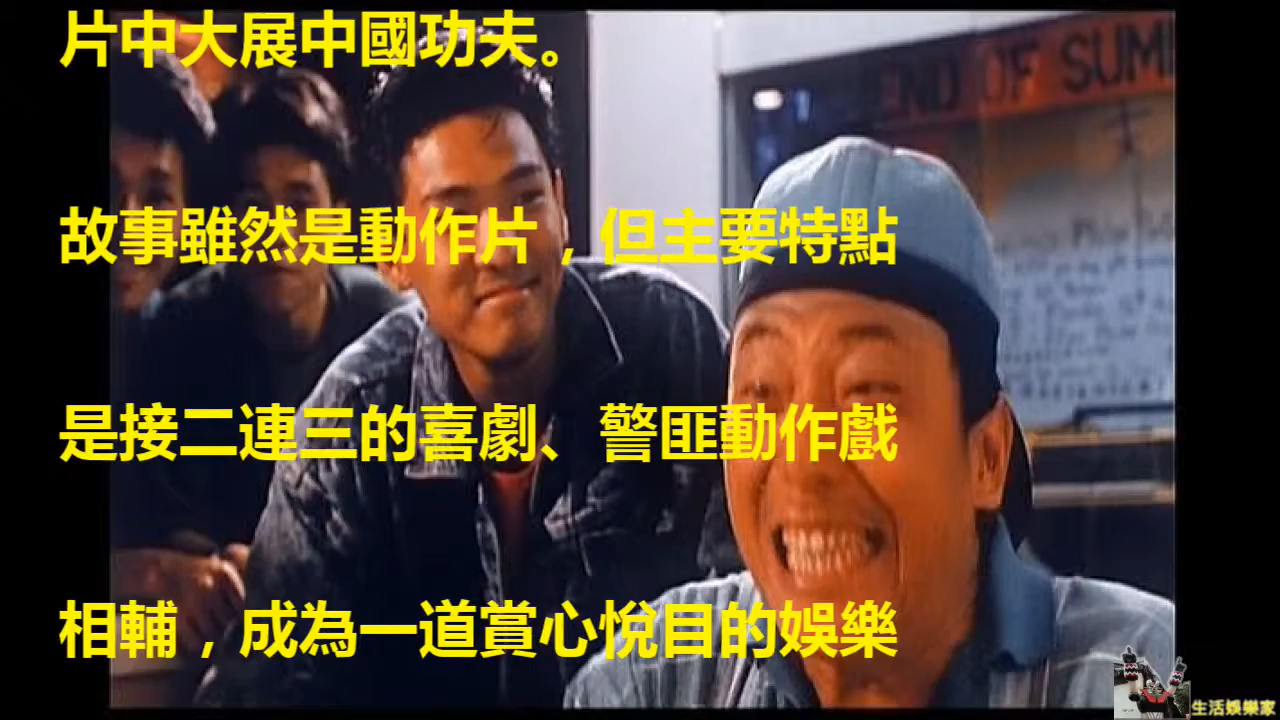 片中大展中國功夫。
END OF SUM
故事雖然是動作片，但主要特點
是接二連三的喜劇、警匪動作戲
相輔，成為一道賞心悅目的娛樂
生活娛樂家